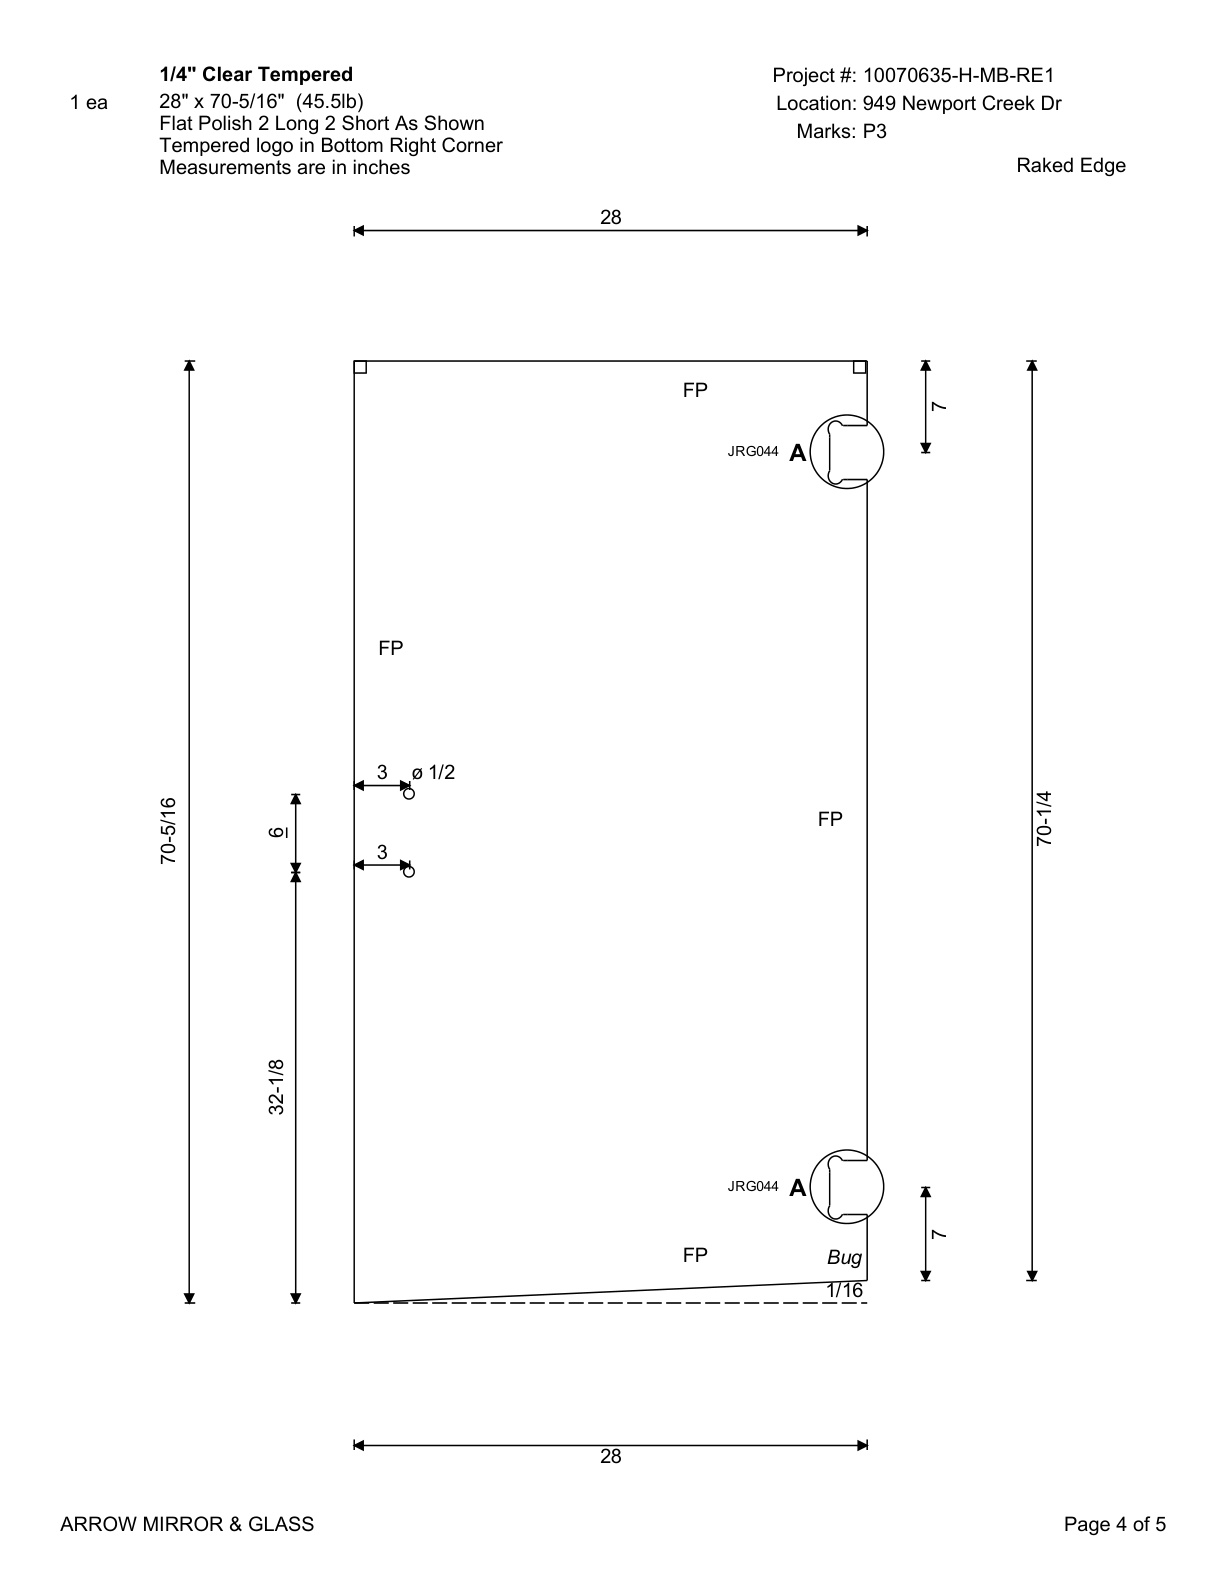 1/4" Clear Tempered
1 ea
28" x 70-5/16" (45.5lb)
Flat Polish 2 Long 2 Short As Shown
Tempered logo in Bottom Right Corner
Measurements are in inches
Project #: 10070635-H-MB-RE1
Location: 949 Newport Creek Dr
Marks: P3
Raked Edge
28
FP
7
JRG044 A
FP
3 ø 1/2
70-5/16
6
FP
70-1/4
3
32-1/8
JRG044 A
7
FP
Bug
1/16
28
ARROW MIRROR & GLASS
Page 4 of 5